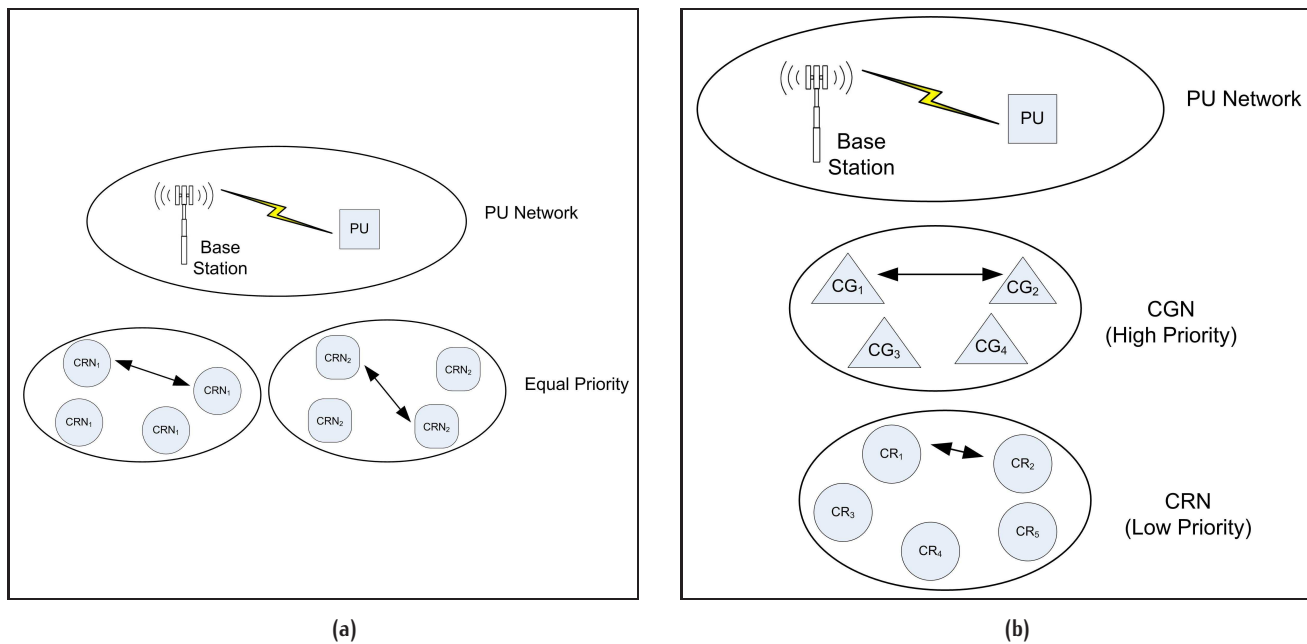 PU
Base
Station
PU Network
CRN₁
CRN₁
CRN₁
CRN₁
CRN₂
CRN₂
CRN₂
CRN₂
Equal Priority
(a)
PU
Base
Station
PU Network
CG₁
CG₂
CG₃
CG₄
CGN
(High Priority)
CR₁
CR₂
CR₃
CR₄
CR₅
CRN
(Low Priority)
(b)